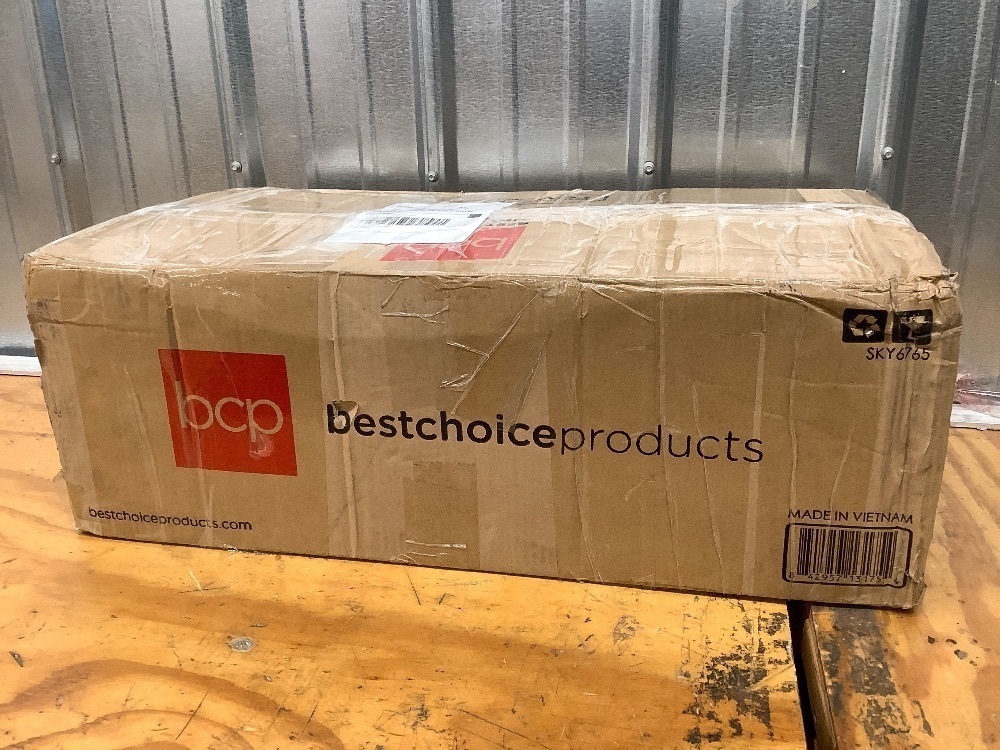 SKY6765
bcp
bestchoiceproducts
bestchoiceproducts.com
MADE IN VIETNAM